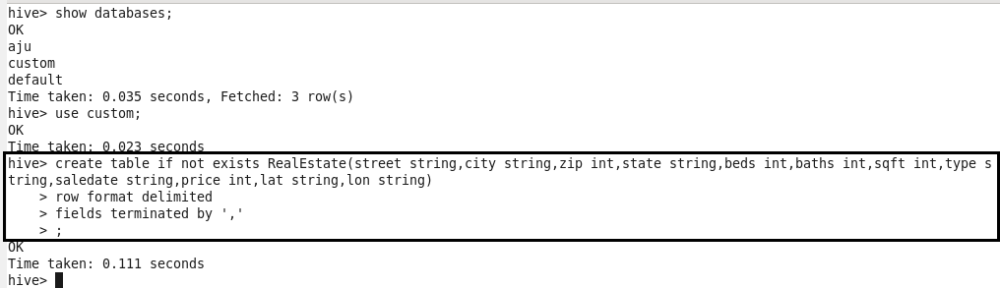 hive> show databases;
OK
aju
custom
default
Time taken: 0.035 seconds, Fetched: 3 row(s)
hive> use custom;
OK
Time taken: 0.023 seconds
hive> create table if not exists RealEstate(street string,city string,zip int,state string,beds int,baths int,sqft int,type s
tring,saledate string,price int,lat string,lon string)
    > row format delimited
    > fields terminated by ','
    > ;
OK
Time taken: 0.111 seconds
hive>